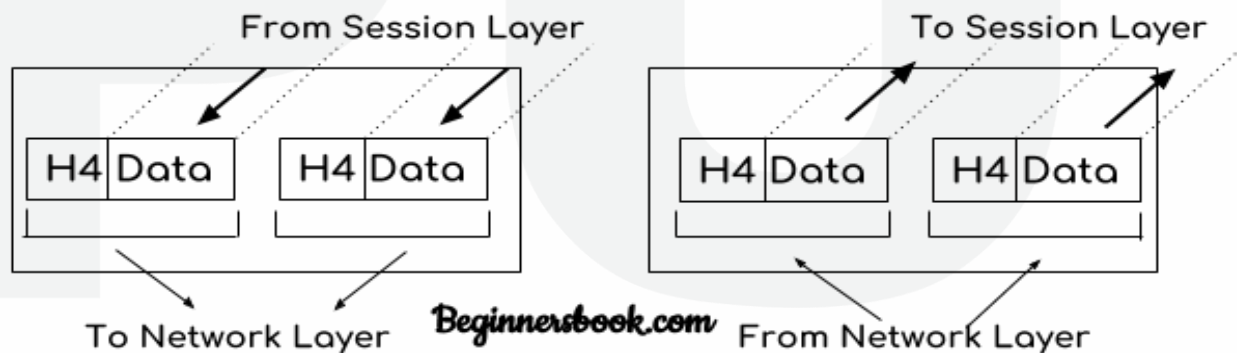 From Session Layer
To Session Layer
H4 Data H4 Data
H4 Data H4 Data
To Network Layer
Beginnersbook.com
From Network Layer